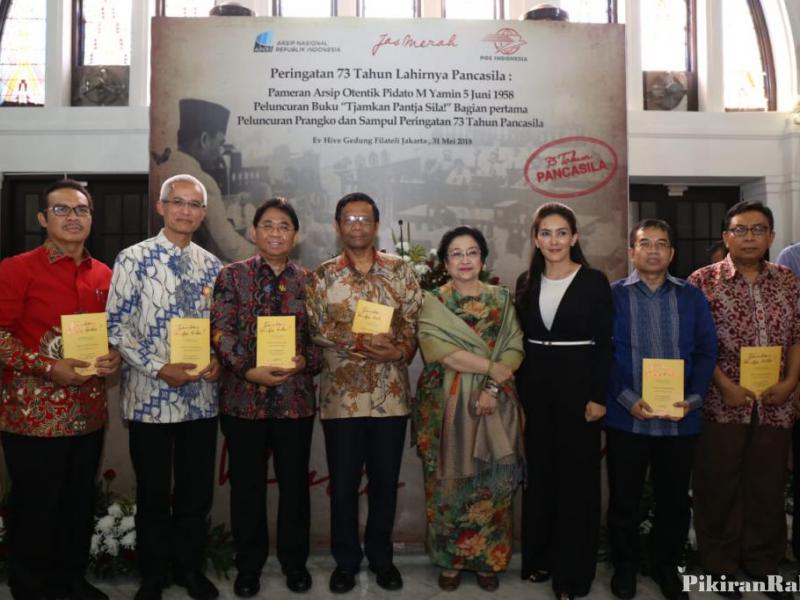 ARSIP NASIONAL
REPUBLIK INDONESIA
Jas Merah
POS INDONESIA
Peringatan 73 Tahun Lahirnya Pancasila :
Pameran Arsip Otentik Pidato M Yamin 5 Juni 1958
Peluncuran Buku "Tjamkan Pantja Sila!" Bagian pertama
Peluncuran Prangko dan Sampul Peringatan 73 Tahun Pancasila
Ev Hive Gedung Filateli Jakarta , 31 Mei 2018
73 Tahun
PANCASILA
PikiranRa